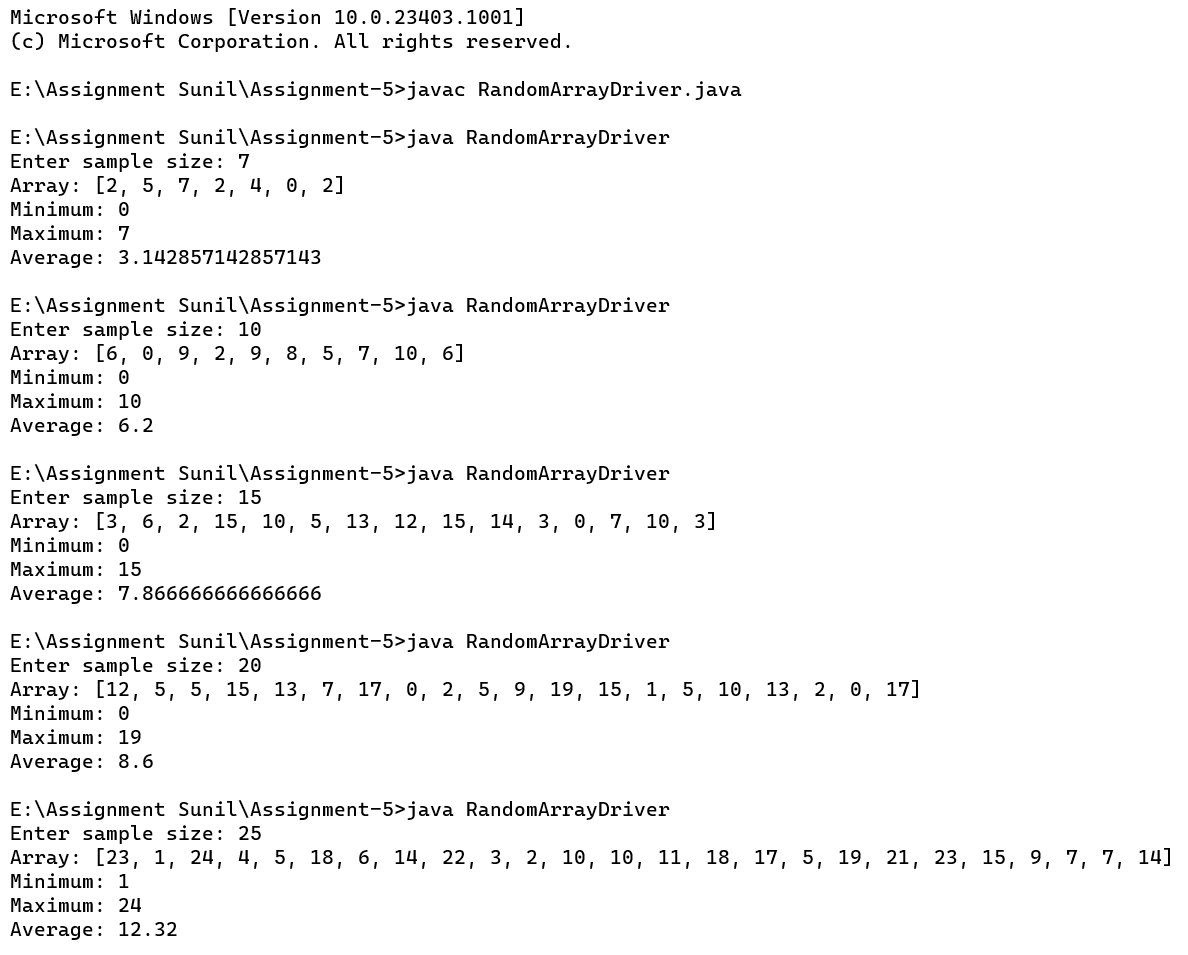 Microsoft Windows [Version 10.0.23403.1001]
(c) Microsoft Corporation. All rights reserved.
E:\Assignment Sunil\Assignment-5>javac RandomArrayDriver.java
E:\Assignment Sunil\Assignment-5>java RandomArrayDriver
Enter sample size: 7
Array: [2, 5, 7, 2, 4, 0, 2]
Minimum: 0
Maximum: 7
Average: 3.142857142857143
E:\Assignment Sunil\Assignment-5>java RandomArrayDriver
Enter sample size: 10
Array: [6, 0, 9, 2, 9, 8, 5, 7, 10, 6]
Minimum: 0
Maximum: 10
Average: 6.2
E:\Assignment Sunil\Assignment-5>java RandomArrayDriver
Enter sample size: 15
Array: [3, 6, 2, 15, 10, 5, 13, 12, 15, 14, 3, 0, 7, 10, 3]
Minimum: 0
Maximum: 15
Average: 7.866666666666666
E:\Assignment Sunil\Assignment-5>java RandomArrayDriver
Enter sample size: 20
Array: [12, 5, 5, 15, 13, 7, 17, 0, 2, 5, 9, 19, 15, 1, 5, 10, 13, 2, 0, 17]
Minimum: 0
Maximum: 19
Average: 8.6
E:\Assignment Sunil\Assignment-5>java RandomArrayDriver
Enter sample size: 25
Array: [23, 1, 24, 4, 5, 18, 6, 14, 22, 3, 2, 10, 10, 11, 18, 17, 5, 19, 21, 23, 15, 9, 7, 7, 14]
Minimum: 1
Maximum: 24
Average: 12.32